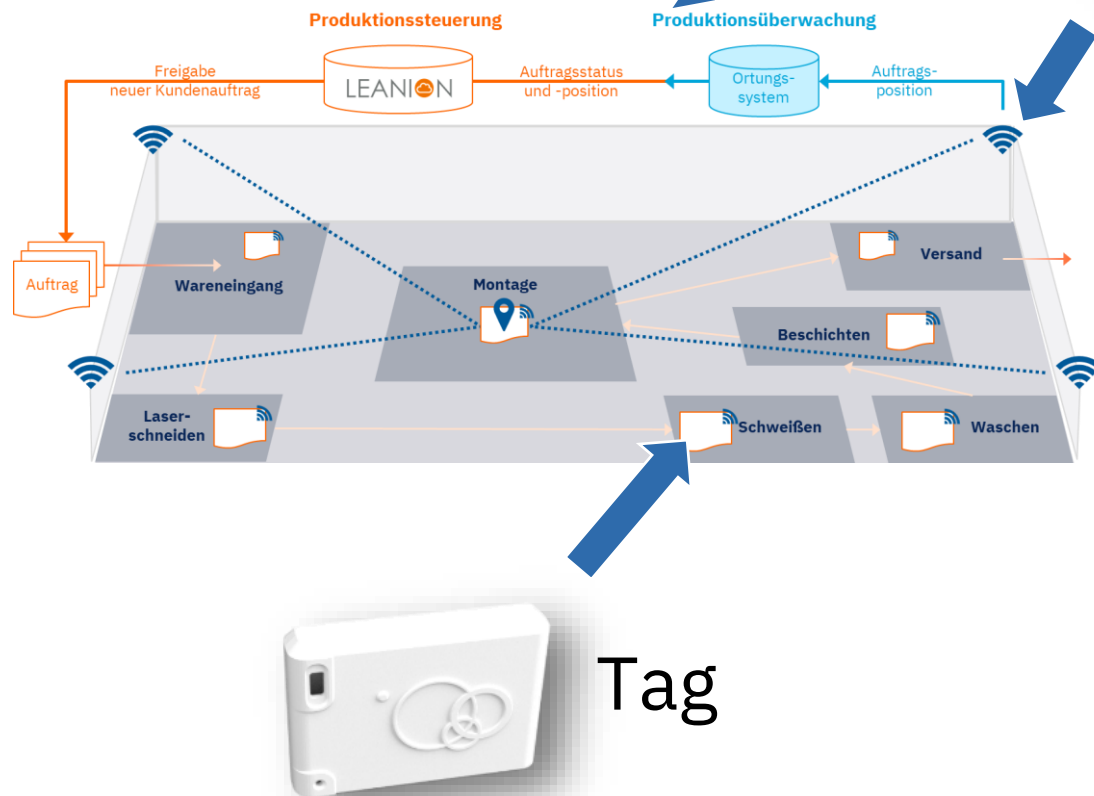 Produktionssteuerung
Produktionsüberwachung
Freigabe
neuer Kundenauftrag
LEANION
Auftragsstatus
und -position
Ortungs-
system
Auftrags-
position
Auftrag
Wareneingang
Montage
Versand
Beschichten
Laser-
schneiden
Schweißen
Waschen
Tag